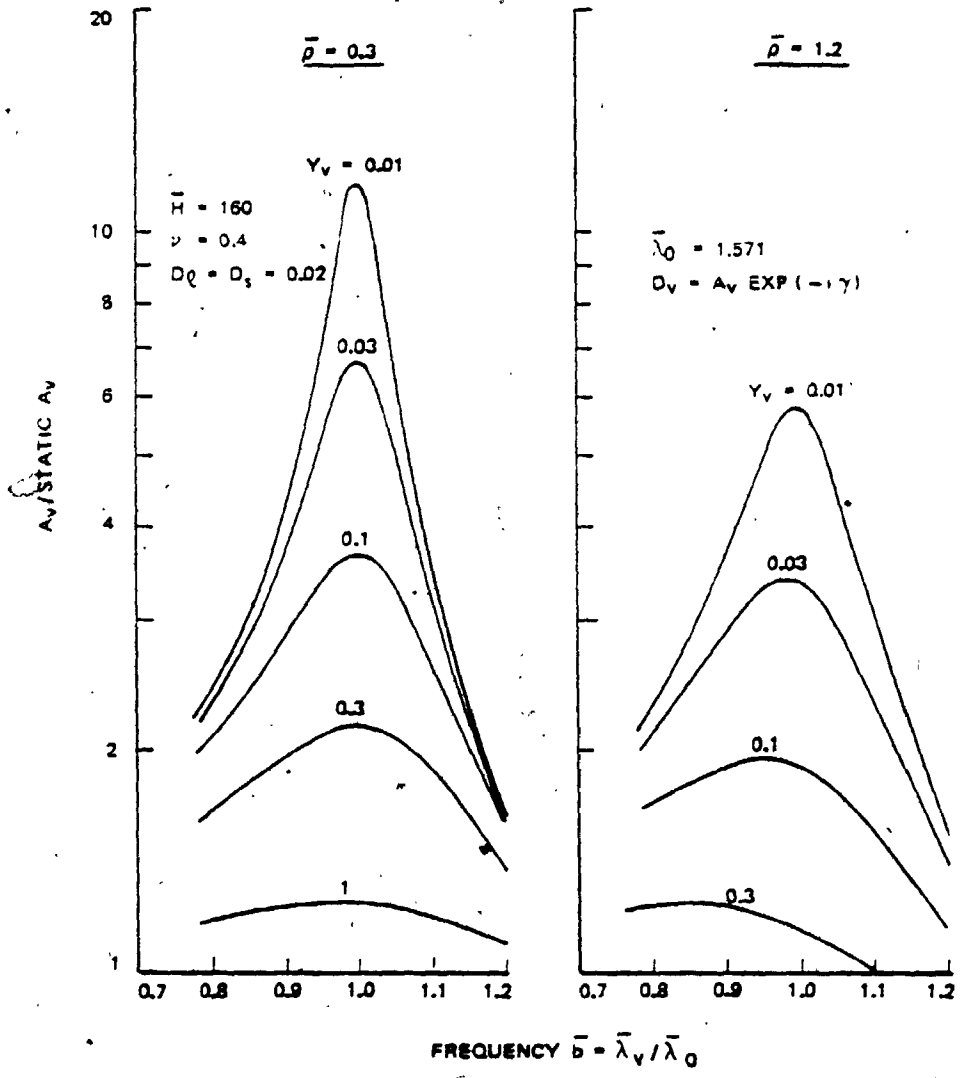 20
10
8
6
4
2
1
A_v/STATIC A_v
ρ̄ = 0.3
Y_v = 0.01
H̄ = 160
ν = 0.4
D_ℓ = D_s = 0.02
0.03
0.1
0.3
1
0.7 0.8 0.9 1.0 1.1 1.2
ρ̄ = 1.2
λ̄_0 = 1.571
D_v = A_v EXP (-ι γ)
Y_v = 0.01
0.03
0.1
0.3
0.7 0.8 0.9 1.0 1.1 1.2
FREQUENCY b̄ = λ̄_v / λ̄_0